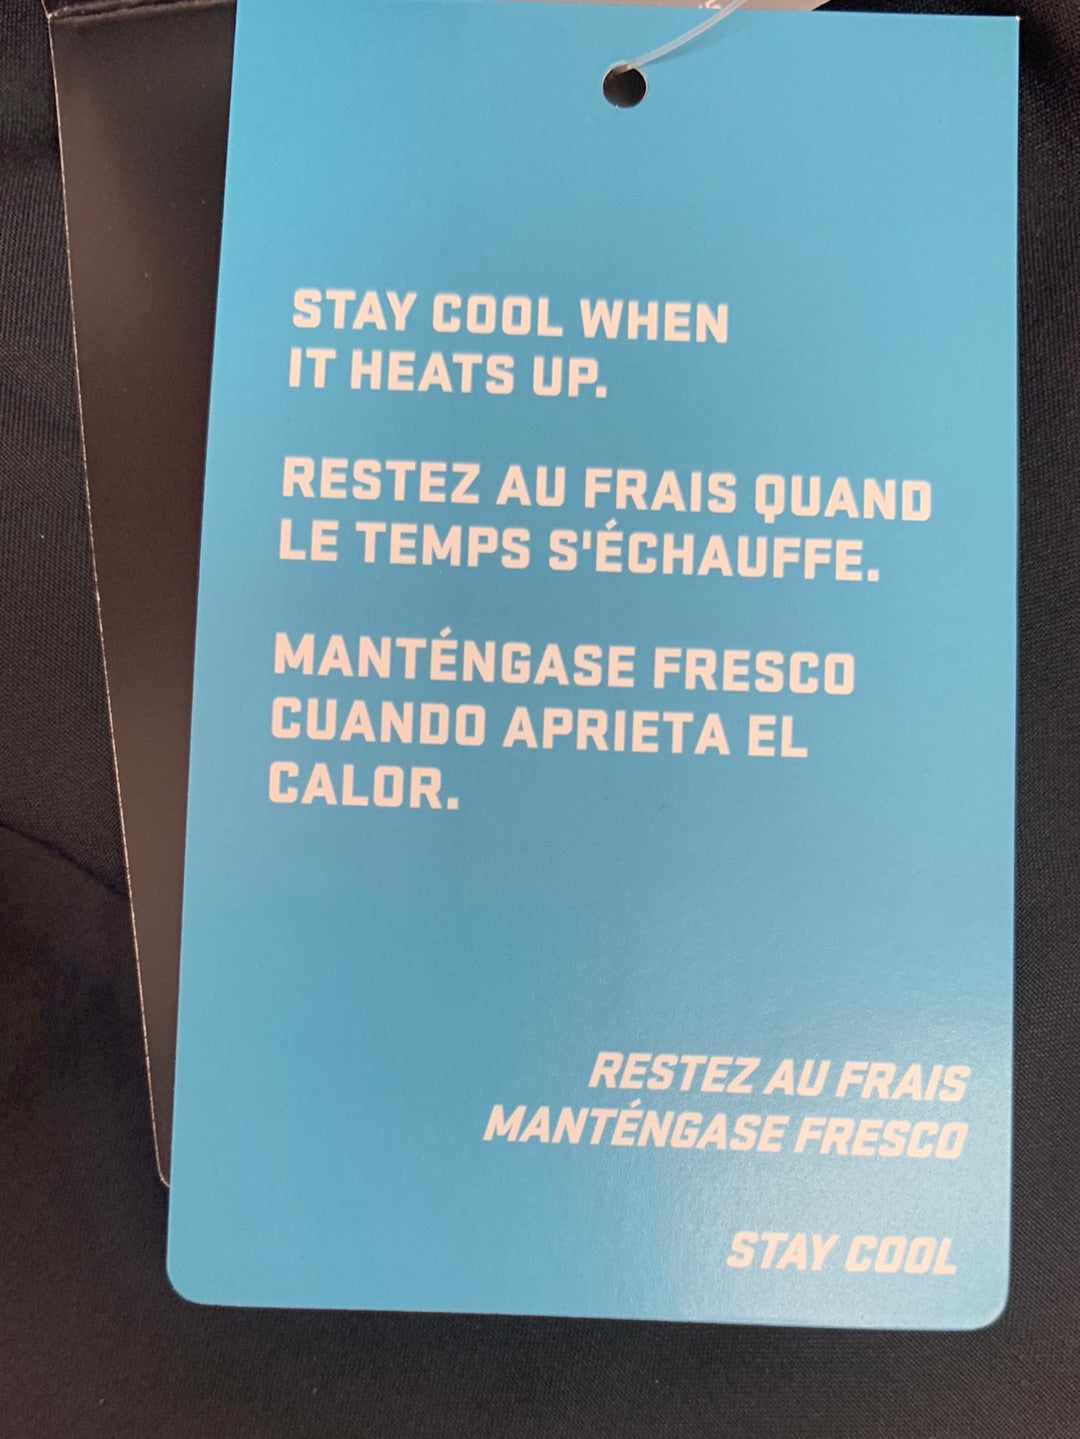 STAY COOL WHEN
IT HEATS UP.
RESTEZ AU FRAIS QUAND
LE TEMPS S'ÉCHAUFFE.
MANTÉNGASE FRESCO
CUANDO APRIETA EL
CALOR.
RESTEZ AU FRAIS
MANTÉNGASE FRESCO
STAY COOL